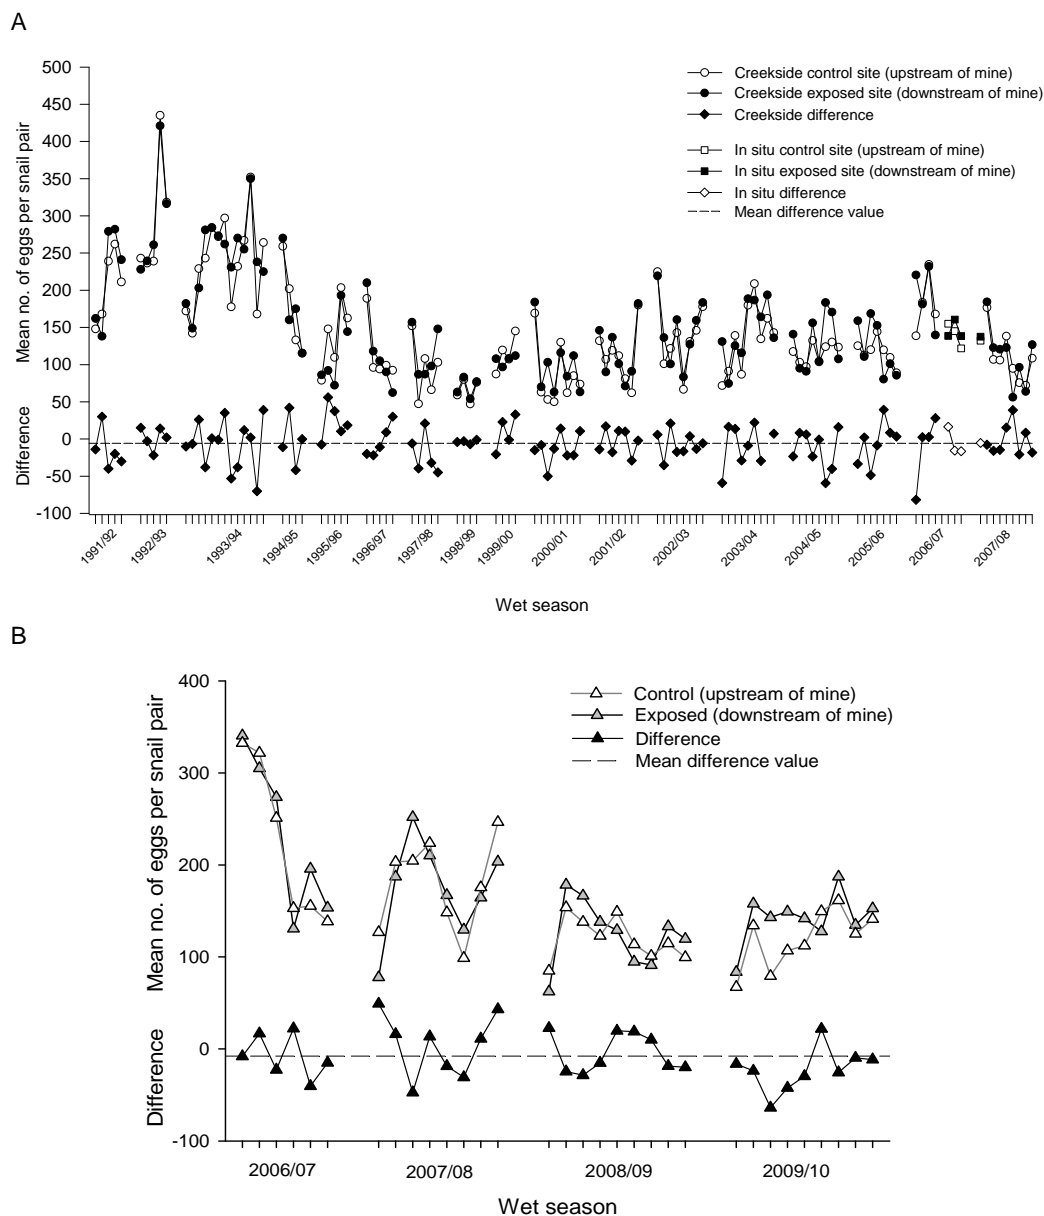 A
500
450
400
350
300
250
200
150
100
50
0
-50
-100
Mean no. of eggs per snail pair
Difference
Creekside control site (upstream of mine)
Creekside exposed site (downstream of mine)
Creekside difference
In situ control site (upstream of mine)
In situ exposed site (downstream of mine)
In situ difference
Mean difference value
1991/92
1992/93
1993/94
1994/95
1995/96
1996/97
1997/98
1998/99
1999/00
2000/01
2001/02
2002/03
2003/04
2004/05
2005/06
2006/07
2007/08
Wet season
B
400
300
200
100
0
-100
Mean no. of eggs per snail pair
Difference
Control (upstream of mine)
Exposed (downstream of mine)
Difference
Mean difference value
2006/07
2007/08
2008/09
2009/10
Wet season